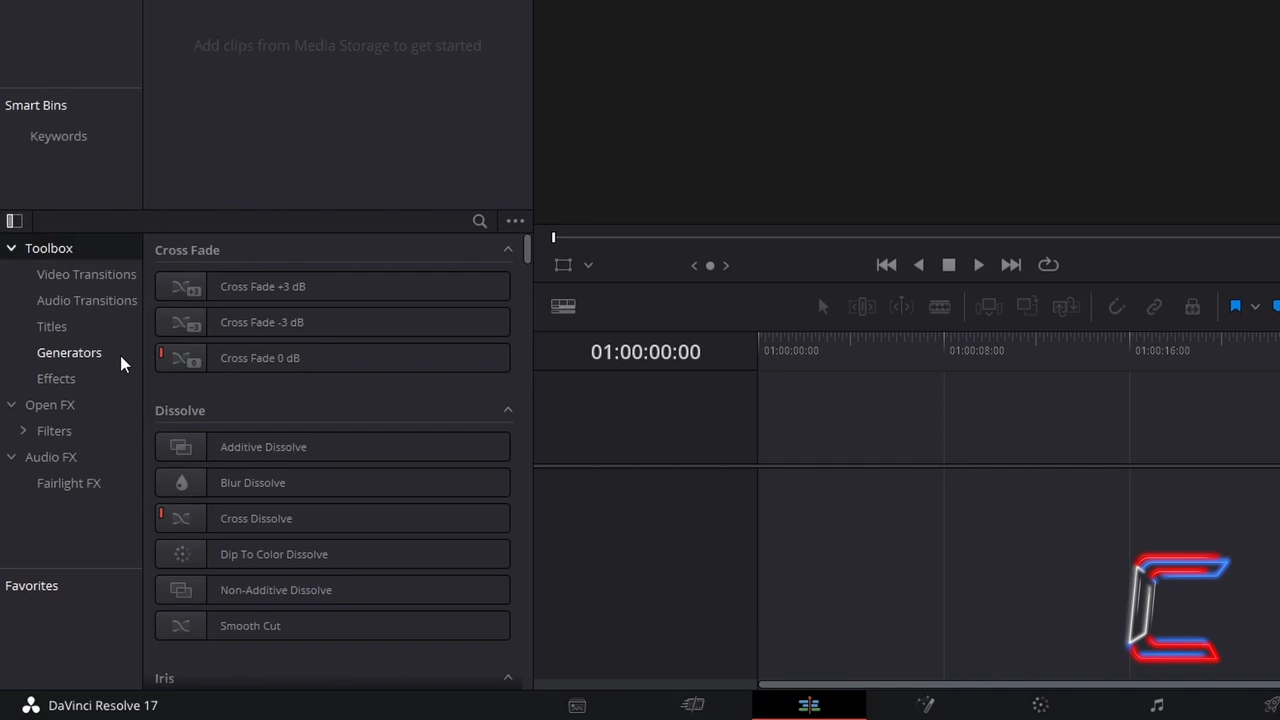 Add clips from Media Storage to get started
Smart Bins
Keywords
Toolbox
Video Transitions
Audio Transitions
Titles
Generators
Effects
Open FX
Filters
Audio FX
Fairlight FX
Favorites
Cross Fade
+3
Cross Fade +3 dB
-3
Cross Fade -3 dB
0
Cross Fade 0 dB
Dissolve
Additive Dissolve
Blur Dissolve
Cross Dissolve
Dip To Color Dissolve
Non-Additive Dissolve
Smooth Cut
Iris
01:00:00:00
01:00:00:00
01:00:08:00
01:00:16:00
C
DaVinci Resolve 17